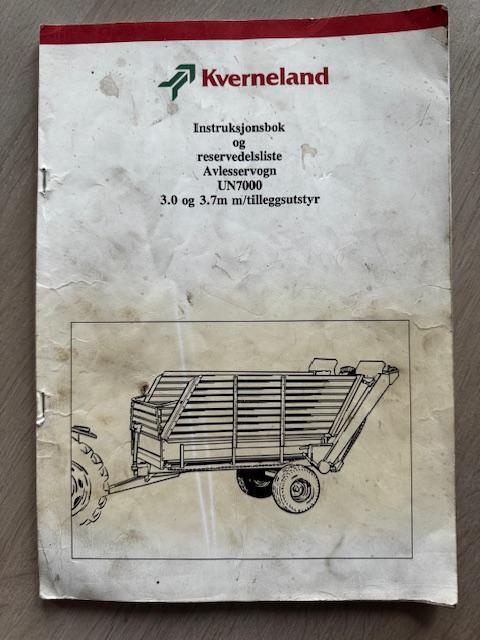 Kverneland
Instruksjonsbok
og
reservedelsliste
Avlesservogn
UN7000
3.0 og 3.7m m/tilleggsutstyr